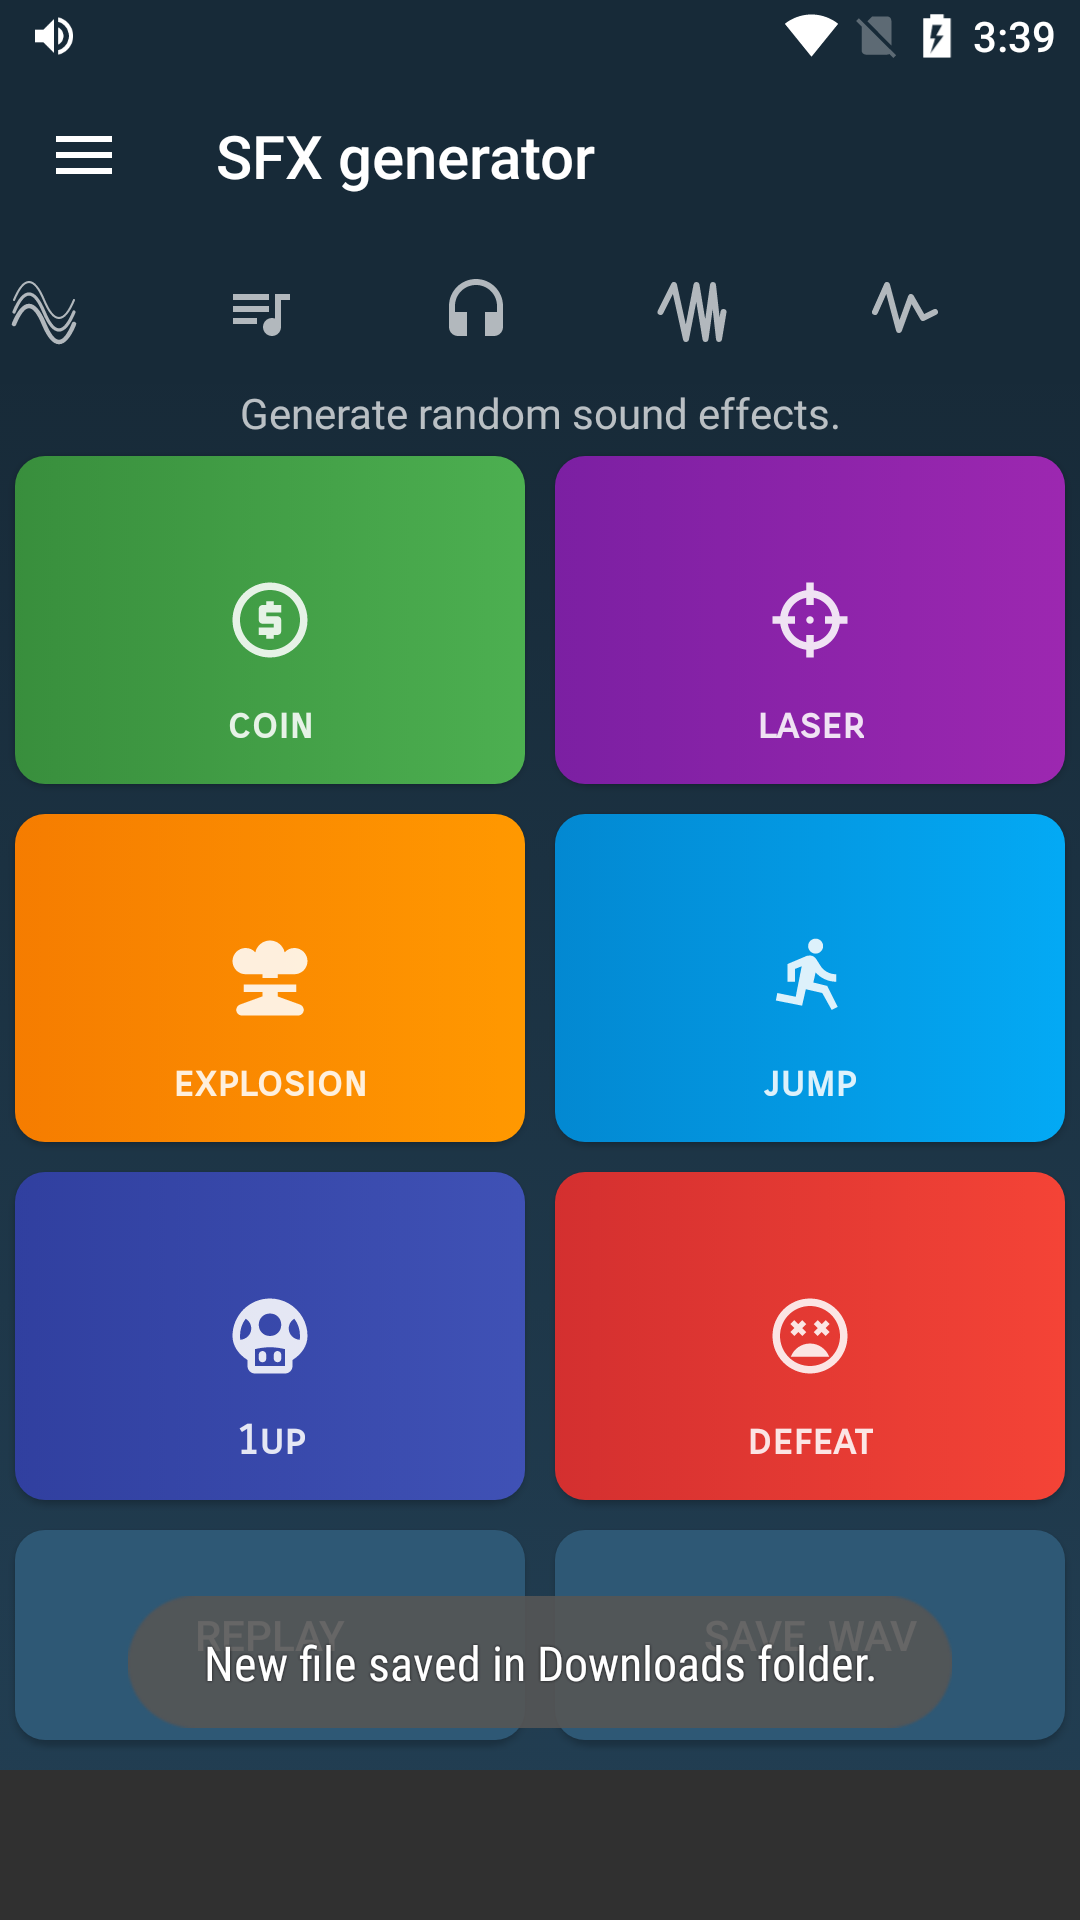 3:39
SFX generator
Generate random sound effects.
COIN
LASER
EXPLOSION
JUMP
1UP
DEFEAT
REPLAY
SAVE .WAV
New file saved in Downloads folder.